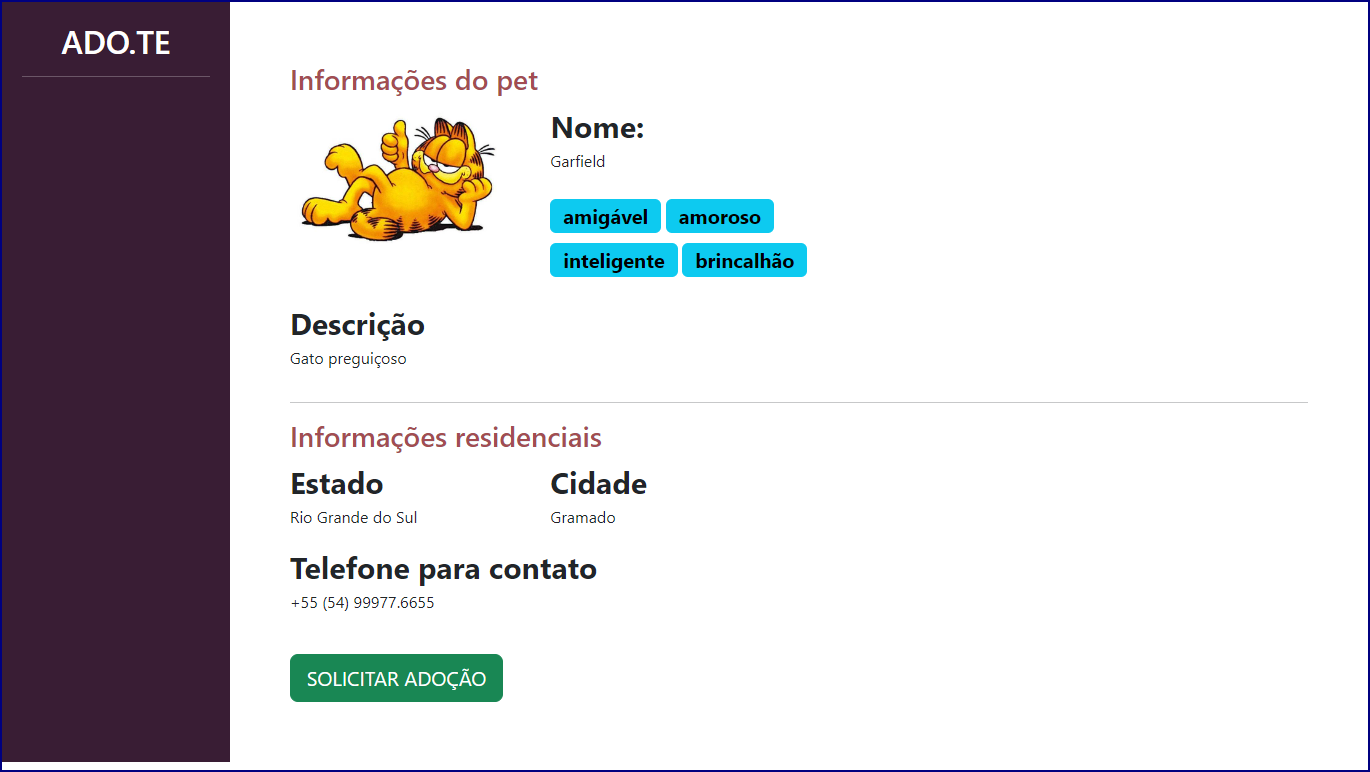 ADO.TE
Informações do pet
Nome:
Garfield
amigável amoroso
inteligente brincalhão
Descrição
Gato preguiçoso
Informações residenciais
Estado Cidade
Rio Grande do Sul Gramado
Telefone para contato
+55 (54) 99977.6655
SOLICITAR ADOÇÃO